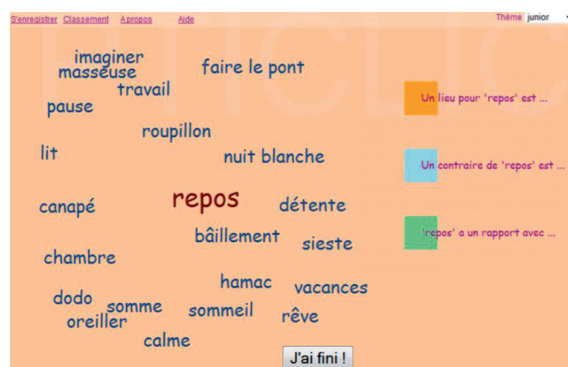 S'enregistrer Classement A propos Aide Thème junior
imaginer
masseuse
faire le pont
travail
pause
Un lieu pour 'repos' est ...
roupillon
lit
nuit blanche
Un contraire de 'repos' est ...
repos
canapé
détente
bâillement
'repos' a un rapport avec ...
sieste
chambre
hamac
vacances
dodo
somme
sommeil
rêve
oreiller
calme
J'ai fini !